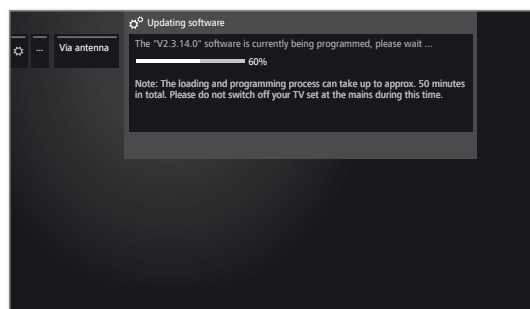 Updating software
... Via antenna
The "V2.3.14.0" software is currently being programmed, please wait ...
60%
Note: The loading and programming process can take up to approx. 50 minutes
in total. Please do not switch off your TV set at the mains during this time.